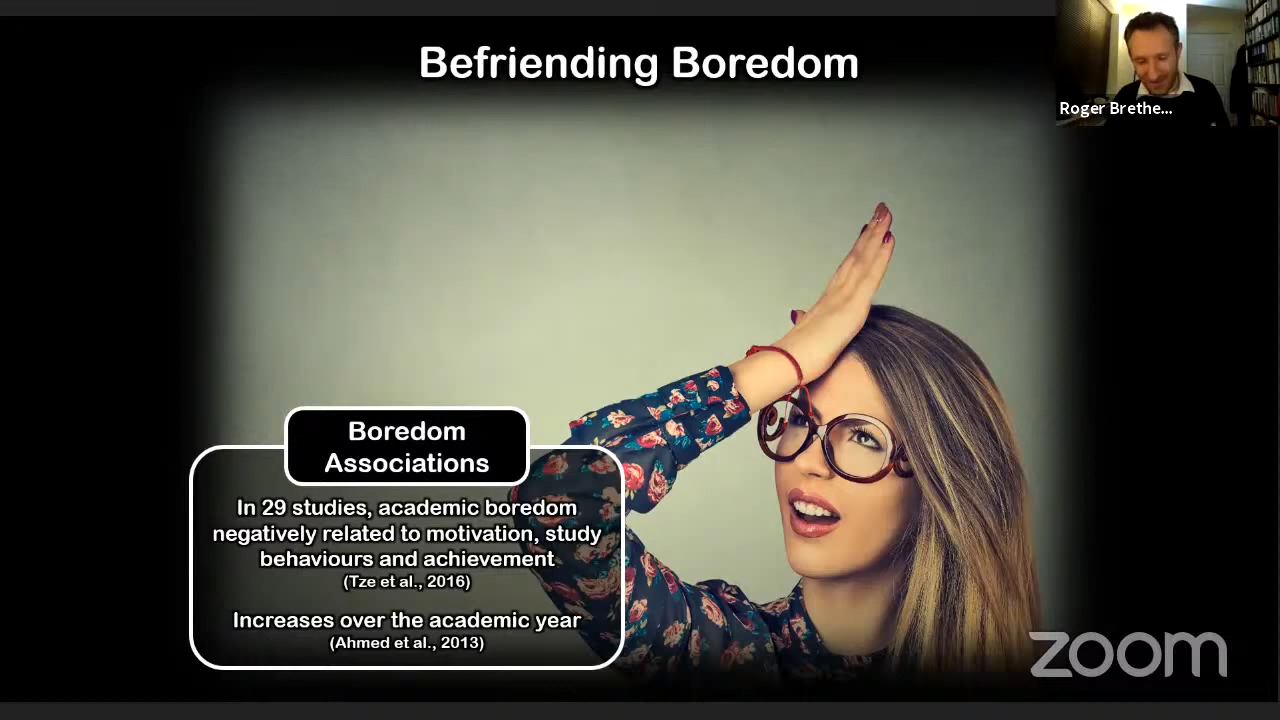 Befriending Boredom
Roger Brethe...
Boredom
Associations
In 29 studies, academic boredom
negatively related to motivation, study
behaviours and achievement
(Tze et al., 2016)
Increases over the academic year
(Ahmed et al., 2013)
zoom